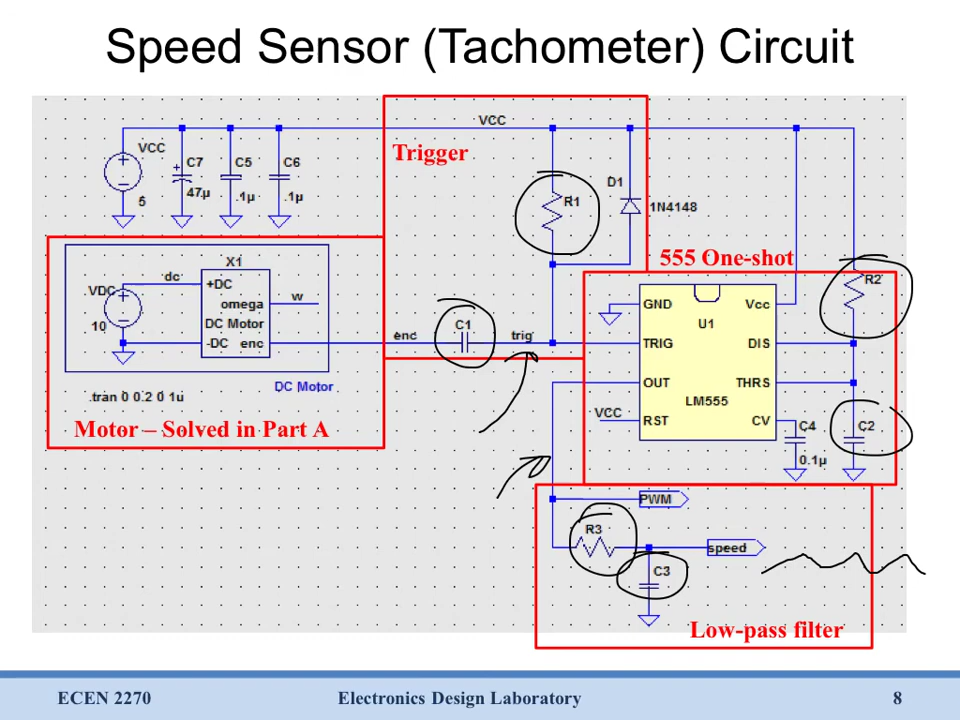 Speed Sensor (Tachometer) Circuit
VCC
Trigger
VCC
5
C7
47µ
C5
.1µ
C6
.1µ
R1
D1
1N4148
555 One-shot
R2
X1
dc
+DC
VDC
10
omega
w
DC Motor
-DC enc
enc
C1
trig
DC Motor
.tran 0 0.2 0 1u
Motor – Solved in Part A
GND
Vcc
U1
TRIG
DIS
OUT
THRS
LM555
VCC
RST
CV
C4
0.1µ
C2
PWM
R3
speed
C3
Low-pass filter
ECEN 2270
Electronics Design Laboratory
8